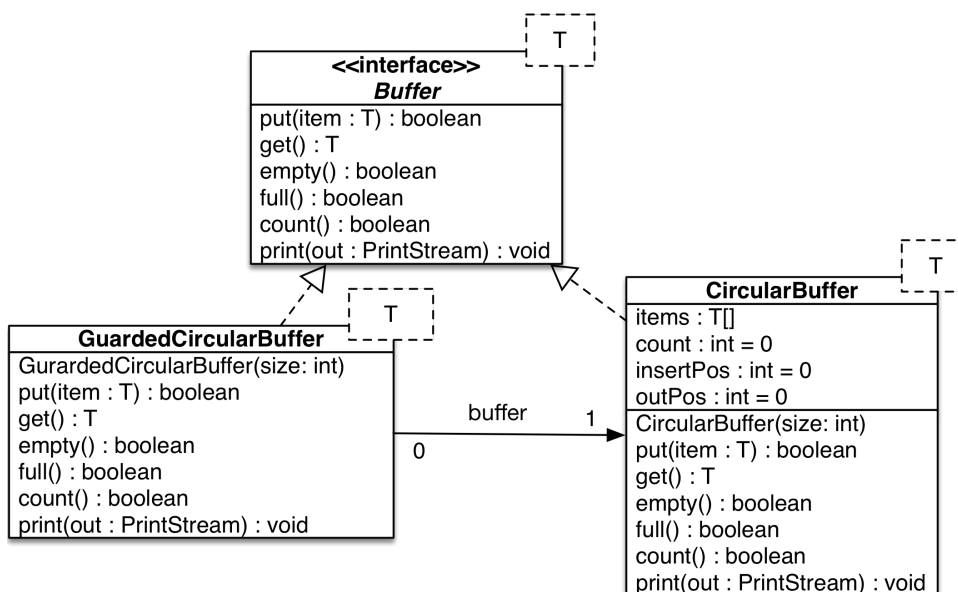 T
<<interface>>
Buffer
put(item : T) : boolean
get() : T
empty() : boolean
full() : boolean
count() : boolean
print(out : PrintStream) : void
T
GuardedCircularBuffer
GurardedCircularBuffer(size: int)
put(item : T) : boolean
get() : T
empty() : boolean
full() : boolean
count() : boolean
print(out : PrintStream) : void
buffer
0
1
T
CircularBuffer
items : T[]
count : int = 0
insertPos : int = 0
outPos : int = 0
CircularBuffer(size: int)
put(item : T) : boolean
get() : T
empty() : boolean
full() : boolean
count() : boolean
print(out : PrintStream) : void